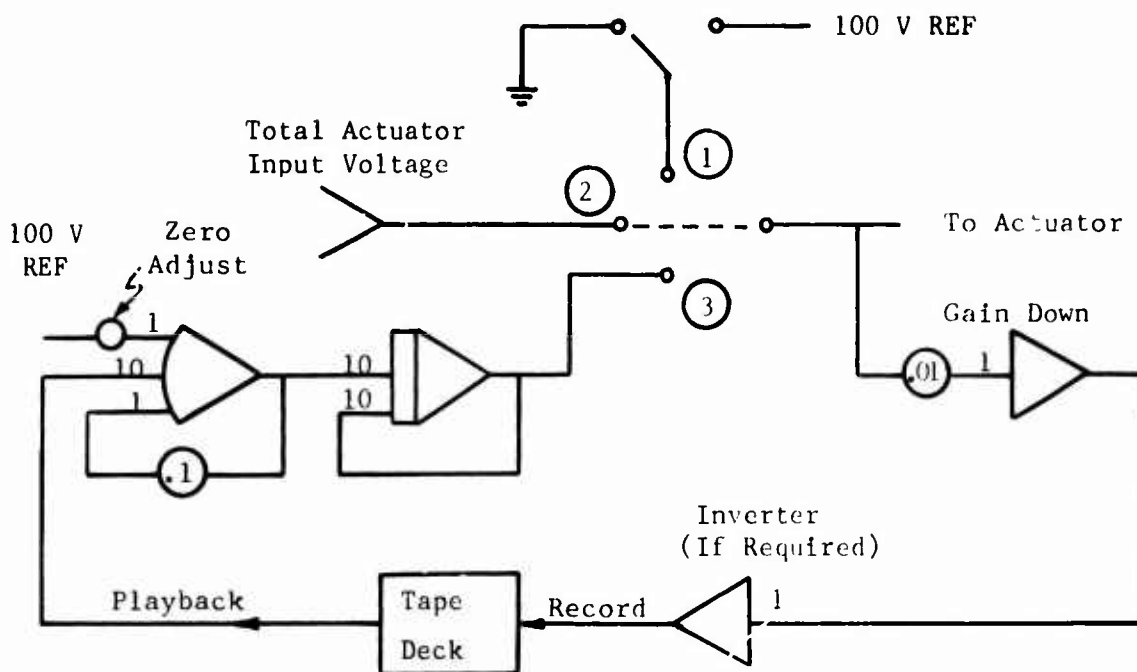 100 V REF
Total Actuator
Input Voltage
1
2
To Actuator
100 V
REF
Zero
Adjust
3
Gain Down
1
10
1
.1
10
10
.01
1
Inverter
(If Required)
1
Playback
Tape
Deck
Record